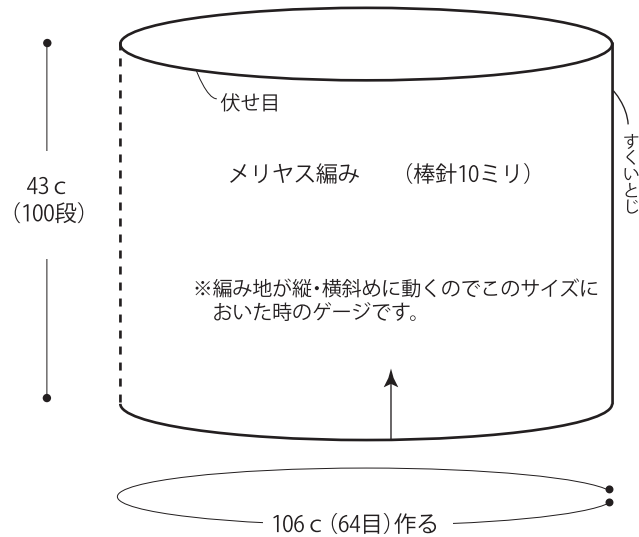 伏せ目
すくいとじ
メリヤス編み　（棒針10ミリ）
43 c
（100段）
※編み地が縦・横斜めに動くのでこのサイズに
おいた時のゲージです。
106 c（64目）作る